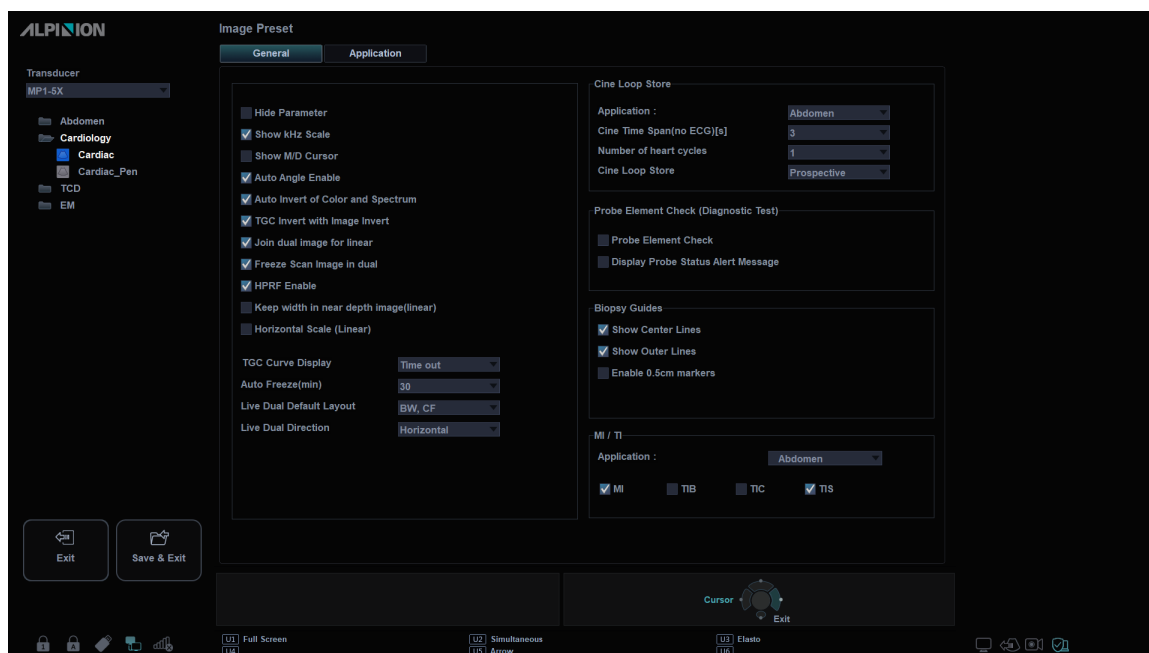 ALPINION
Image Preset
General
Application
Transducer
MP1-5X
Abdomen
Cardiology
Cardiac
Cardiac_Pen
TCD
EM
Hide Parameter
Show kHz Scale
Show M/D Cursor
Auto Angle Enable
Auto Invert of Color and Spectrum
TGC Invert with Image Invert
Join dual image for linear
Freeze Scan Image in dual
HPRF Enable
Keep width in near depth image(linear)
Horizontal Scale (Linear)
TGC Curve Display Time out
Auto Freeze(min) 30
Live Dual Default Layout BW, CF
Live Dual Direction Horizontal
Cine Loop Store
Application : Abdomen
Cine Time Span(no ECG)[s] 3
Number of heart cycles 1
Cine Loop Store Prospective
Probe Element Check (Diagnostic Test)
Probe Element Check
Display Probe Status Alert Message
Biopsy Guides
Show Center Lines
Show Outer Lines
Enable 0.5cm markers
MI / TI
Application : Abdomen
MI TIB TIC TIS
Exit
Save & Exit
Cursor
Exit
U1 Full Screen U2 Simultaneous U3 Elasto
U4 U5 Arrow U6